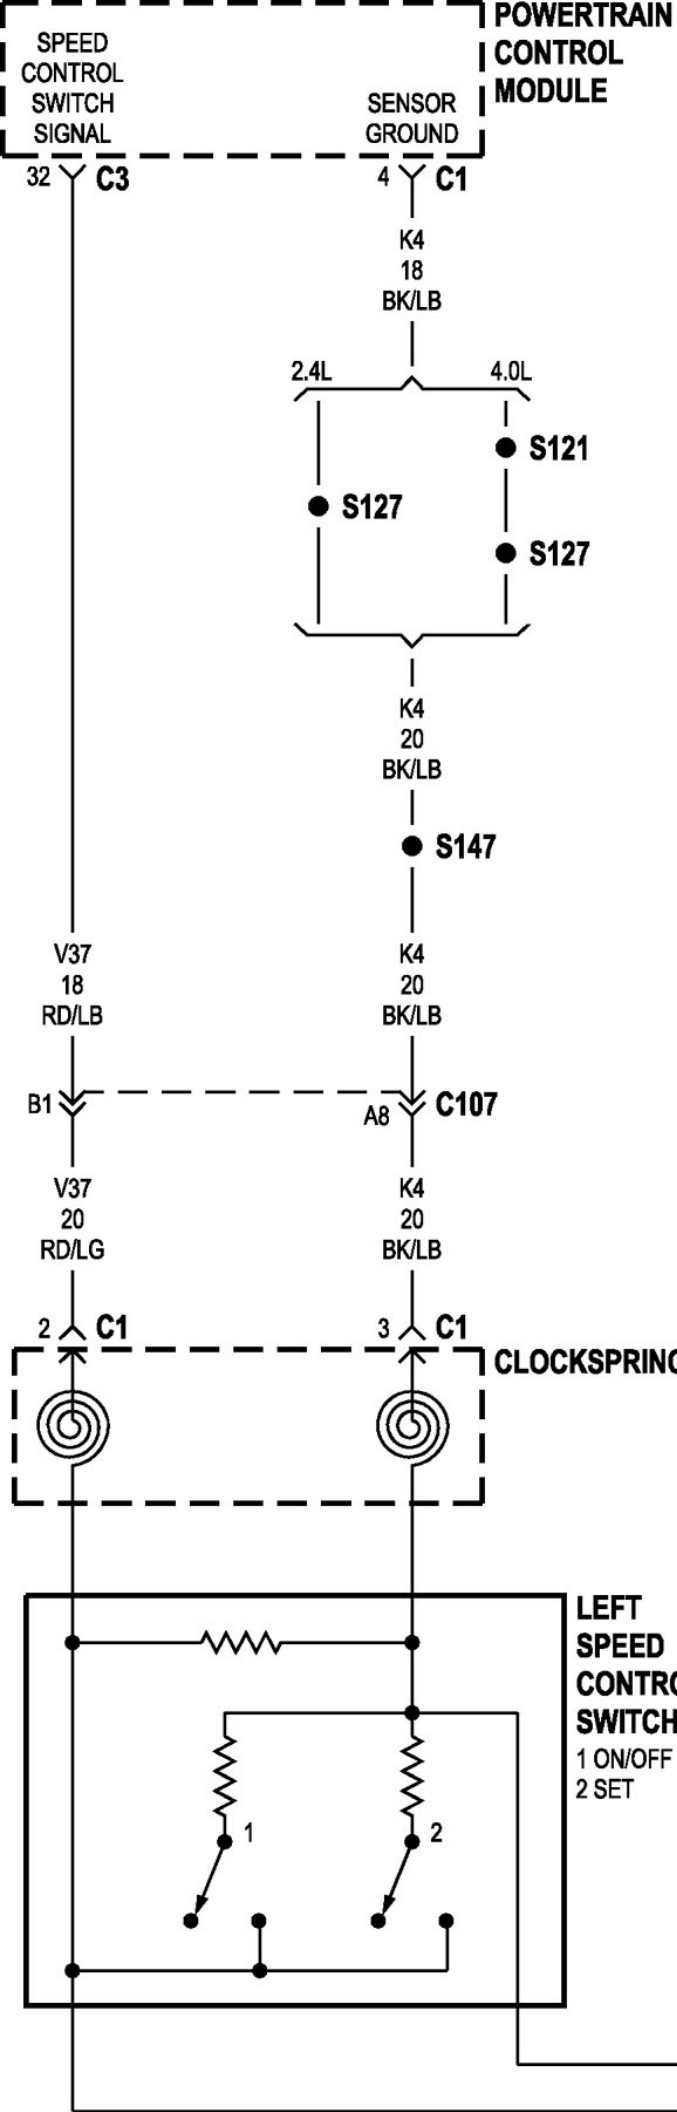 POWERTRAIN
CONTROL
MODULE
SPEED
CONTROL
SWITCH
SIGNAL
SENSOR
GROUND
32 C3
4 C1
K4
18
BK/LB
2.4L
4.0L
S121
S127
S127
K4
20
BK/LB
S147
V37
18
RD/LB
K4
20
BK/LB
B1
A8 C107
V37
20
RD/LG
K4
20
BK/LB
2 C1
3 C1
CLOCKSPRING
LEFT
SPEED
CONTRO
SWITCH
1 ON/OFF
2 SET
1
2